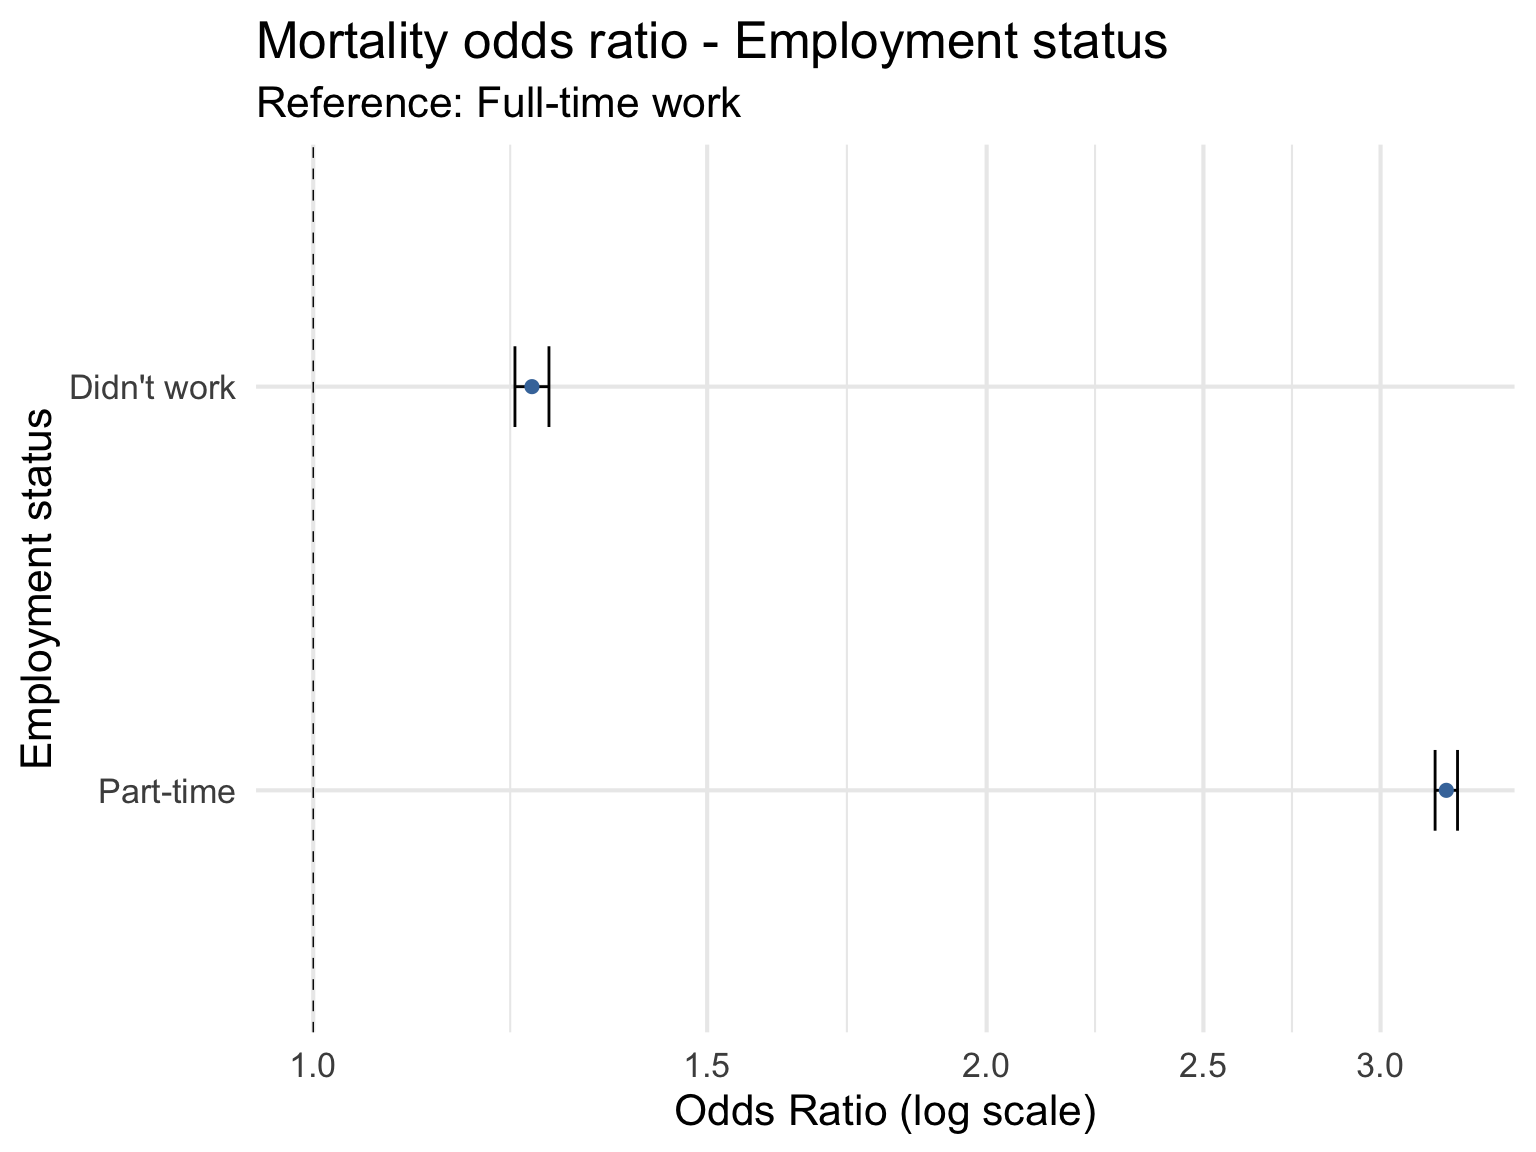 Mortality odds ratio - Employment status
Reference: Full-time work
Employment status
Didn't work
Part-time
1.0 1.5 2.0 2.5 3.0
Odds Ratio (log scale)